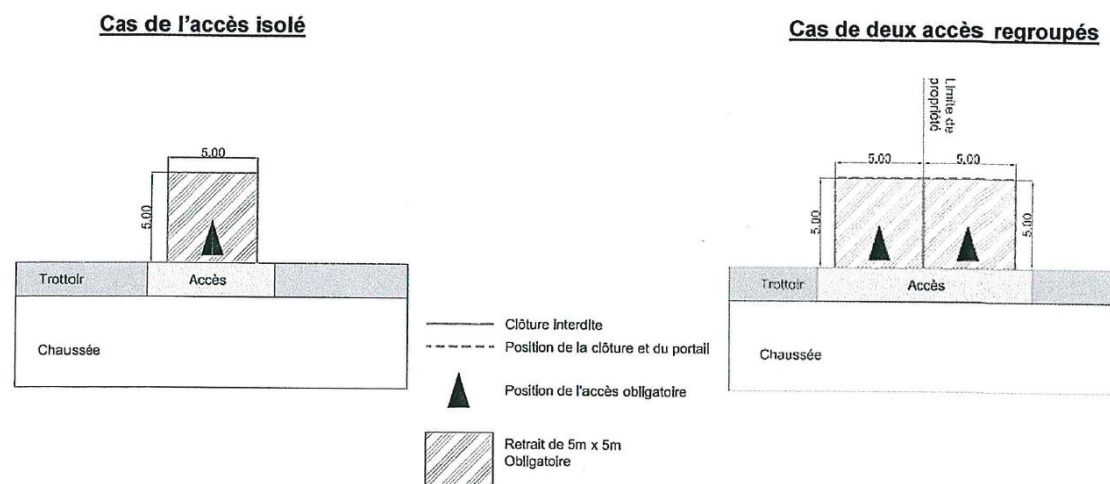 Cas de l'accès isolé
5.00
5.00
Trottoir
Accès
Chaussée
Clôture interdite
Position de la clôture et du portail
Position de l'accès obligatoire
Retrait de 5m x 5m
Obligatoire
Cas de deux accès regroupés
Limite de
propriété
5.00
5.00
5.00
5.00
Trottoir
Accès
Chaussée